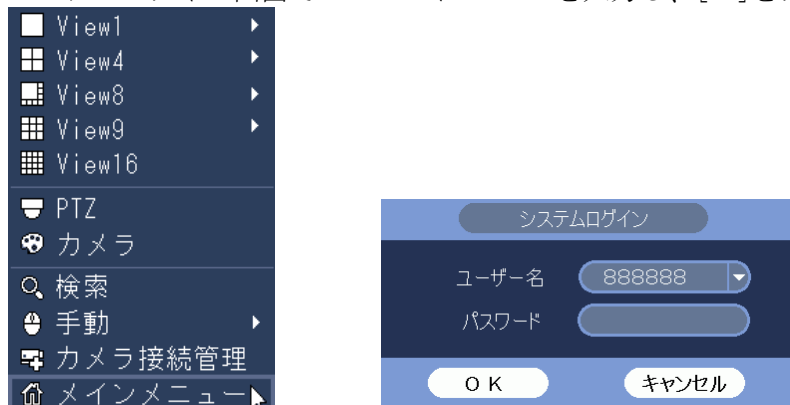 View1
View4
View8
View9
View16
PTZ
カメラ
検索
手動
カメラ接続管理
メインメニュー
システムログイン
ユーザー名 888888
パスワード
OK キャンセル